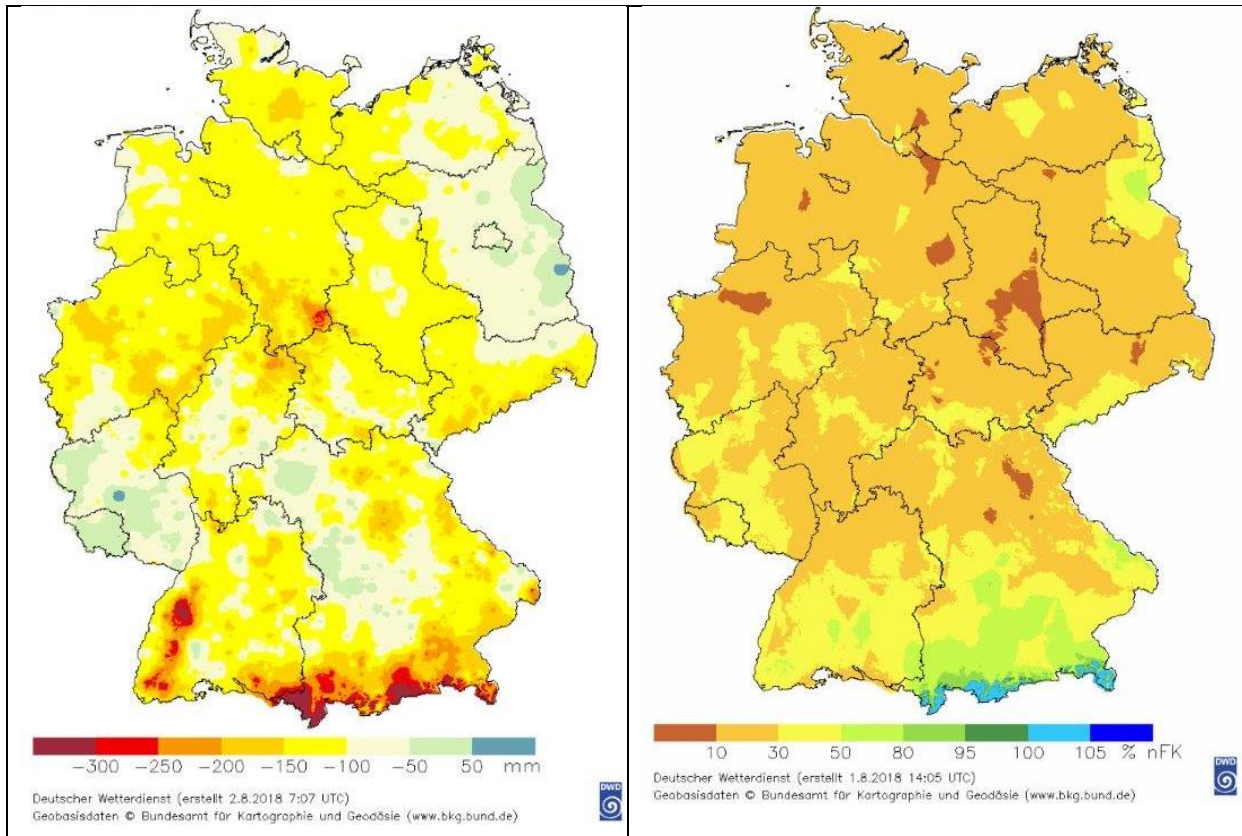 -300 -250 -200 -150 -100 -50 50 mm
Deutscher Wetterdienst (erstellt 2.8.2018 7:07 UTC)
Geobasisdaten © Bundesamt für Kartographie und Geodäsie (www.bkg.bund.de)
DWD
10 30 50 80 95 100 105 % nFK
Deutscher Wetterdienst (erstellt 1.8.2018 14:05 UTC)
Geobasisdaten © Bundesamt für Kartographie und Geodäsie (www.bkg.bund.de)
DWD